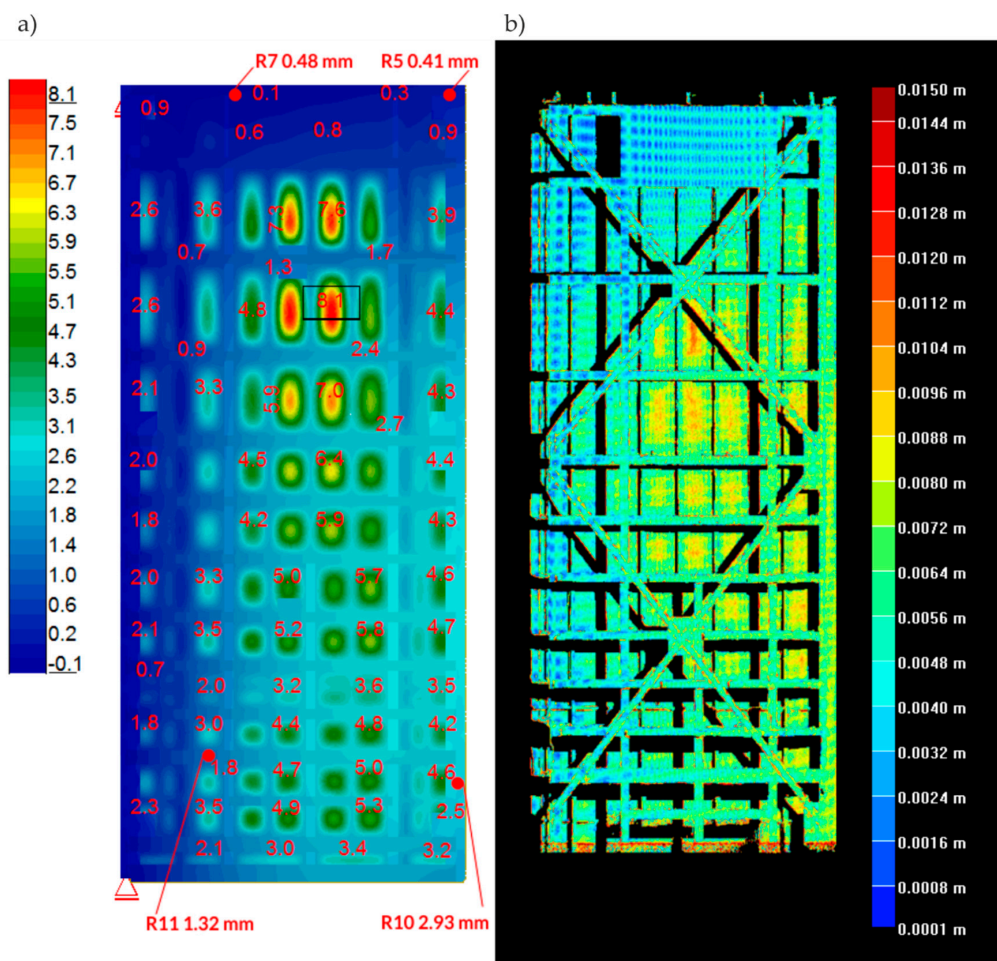 a)
b)
R7 0.48 mm
R5 0.41 mm
8.1
7.5
7.1
6.7
6.3
5.9
5.5
5.1
4.7
4.3
3.9
3.5
3.1
2.6
2.2
1.8
1.4
1.0
0.6
0.2
-0.1
0.9 0.1 0.3
0.6 0.8 0.9
2.6 3.6 7.3 7.6 3.9
0.7 1.7
1.3
2.6 4.8 8.1 4.4
0.9 2.4
2.1 3.3 5.9 7.0 4.3
2.7
2.0 4.5 6.4 4.4
1.8 4.2 5.9 4.3
2.0 3.3 5.0 5.7 4.6
2.1 3.5 5.2 5.8 4.7
0.7
2.0 3.2 3.6 3.5
1.8 3.0 4.4 4.8 4.2
1.8 4.7 5.0 4.6
2.3 3.5 4.9 5.3 2.5
2.1 3.0 3.4 3.2
R11 1.32 mm
R10 2.93 mm
0.0150 m
0.0144 m
0.0136 m
0.0128 m
0.0120 m
0.0112 m
0.0104 m
0.0096 m
0.0088 m
0.0080 m
0.0072 m
0.0064 m
0.0056 m
0.0048 m
0.0040 m
0.0032 m
0.0024 m
0.0016 m
0.0008 m
0.0001 m